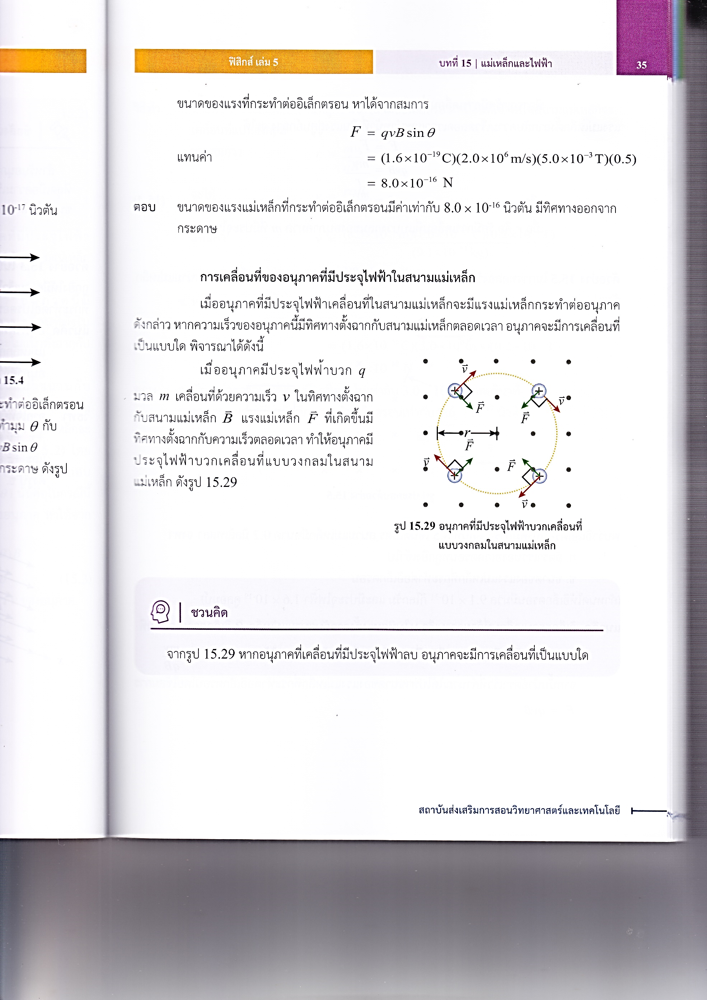 ฟิสิกส์ เล่ม 5
บทที่ 15 | แม่เหล็กและไฟฟ้า
35
ขนาดของแรงที่กระทำต่ออิเล็กตรอน หาได้จากสมการ
F = qvB sin θ
แทนค่า = (1.6×10⁻¹⁹ C)(2.0×10⁶ m/s)(5.0×10⁻³ T)(0.5)
= 8.0×10⁻¹⁶ N
ตอบ ขนาดของแรงแม่เหล็กที่กระทำต่ออิเล็กตรอนมีค่าเท่ากับ 8.0 × 10⁻¹⁶ นิวตัน มีทิศทางออกจาก
กระดาษ
10⁻¹⁷ นิวตัน
15.4
ะทำต่ออิเล็กตรอน
ทำมุม θ กับ
vB sin θ
กระดาษ ดังรูป
การเคลื่อนที่ของอนุภาคที่มีประจุไฟฟ้าในสนามแม่เหล็ก
เมื่ออนุภาคที่มีประจุไฟฟ้าเคลื่อนที่ในสนามแม่เหล็กจะมีแรงแม่เหล็กกระทำต่ออนุภาค
ดังกล่าว หากความเร็วของอนุภาคนี้มีทิศทางตั้งฉากกับสนามแม่เหล็กตลอดเวลา อนุภาคจะมีการเคลื่อนที่
เป็นแบบใด พิจารณาได้ดังนี้
เมื่ออนุภาคมีประจุไฟฟ้าบวก q
มวล m เคลื่อนที่ด้วยความเร็ว v ในทิศทางตั้งฉาก
กับสนามแม่เหล็ก B⃗ แรงแม่เหล็ก F⃗ ที่เกิดขึ้นมี
ทิศทางตั้งฉากกับความเร็วตลอดเวลา ทำให้อนุภาคมี
ประจุไฟฟ้าบวกเคลื่อนที่แบบวงกลมในสนาม
แม่เหล็ก ดังรูป 15.29
v⃗
+ +
v⃗
F⃗ F⃗
r
F⃗
v⃗ F⃗
+ +
v⃗
รูป 15.29 อนุภาคที่มีประจุไฟฟ้าบวกเคลื่อนที่
แบบวงกลมในสนามแม่เหล็ก
ชวนคิด
จากรูป 15.29 หากอนุภาคที่เคลื่อนที่มีประจุไฟฟ้าลบ อนุภาคจะมีการเคลื่อนที่เป็นแบบใด
สถาบันส่งเสริมการสอนวิทยาศาสตร์และเทคโนโลยี